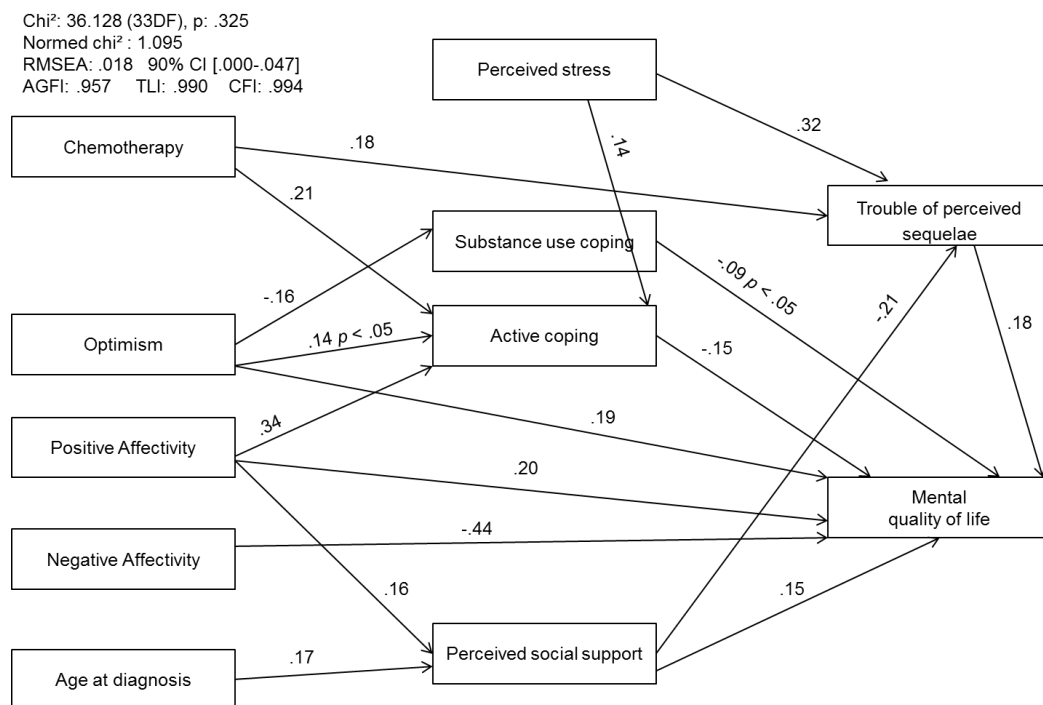 Chi²: 36.128 (33DF), p: .325
Normed chi² : 1.095
RMSEA: .018 90% CI [.000-.047]
AGFI: .957 TLI: .990 CFI: .994
Perceived stress
Chemotherapy
.18
.32
.14
.21
Trouble of perceived
sequelae
Substance use coping
-.16
-.09 p < .05
-.21
.18
Optimism
.14 p < .05
Active coping
-.15
.19
Positive Affectivity
.34
.20
Mental
quality of life
Negative Affectivity
-.44
.16
.15
Perceived social support
Age at diagnosis
.17